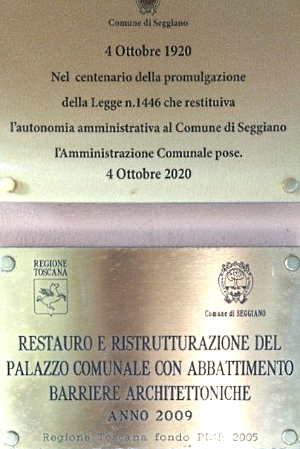 Comune di Seggiano
4 Ottobre 1920
Nel centenario della promulgazione
della Legge n.1446 che restituiva
l'autonomia amministrativa al Comune di Seggiano
l'Amministrazione Comunale pose.
4 Ottobre 2020
REGIONE
TOSCANA
Comune di SEGGIANO
RESTAURO E RISTRUTTURAZIONE DEL
PALAZZO COMUNALE CON ABBATTIMENTO
BARRIERE ARCHITETTONICHE
ANNO 2009
Regione Toscana fondo 2005